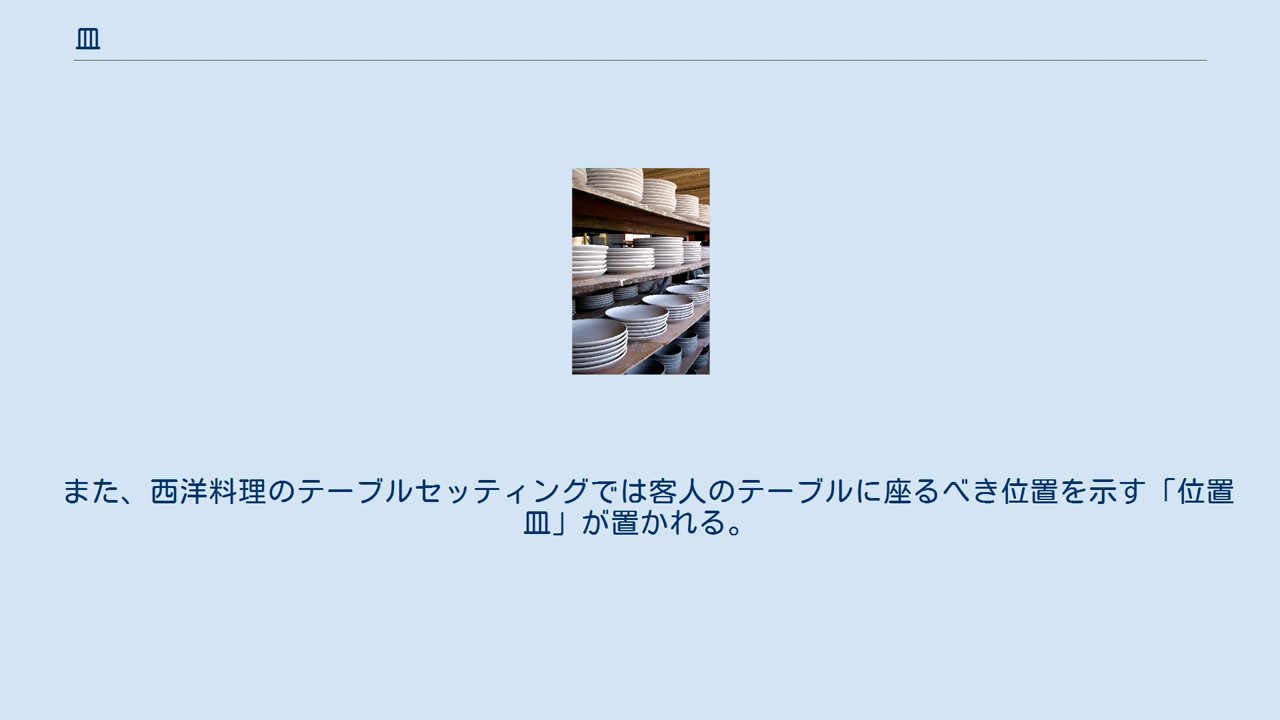 皿
また、西洋料理のテーブルセッティングでは客人のテーブルに座るべき位置を示す「位置
皿」が置かれる。